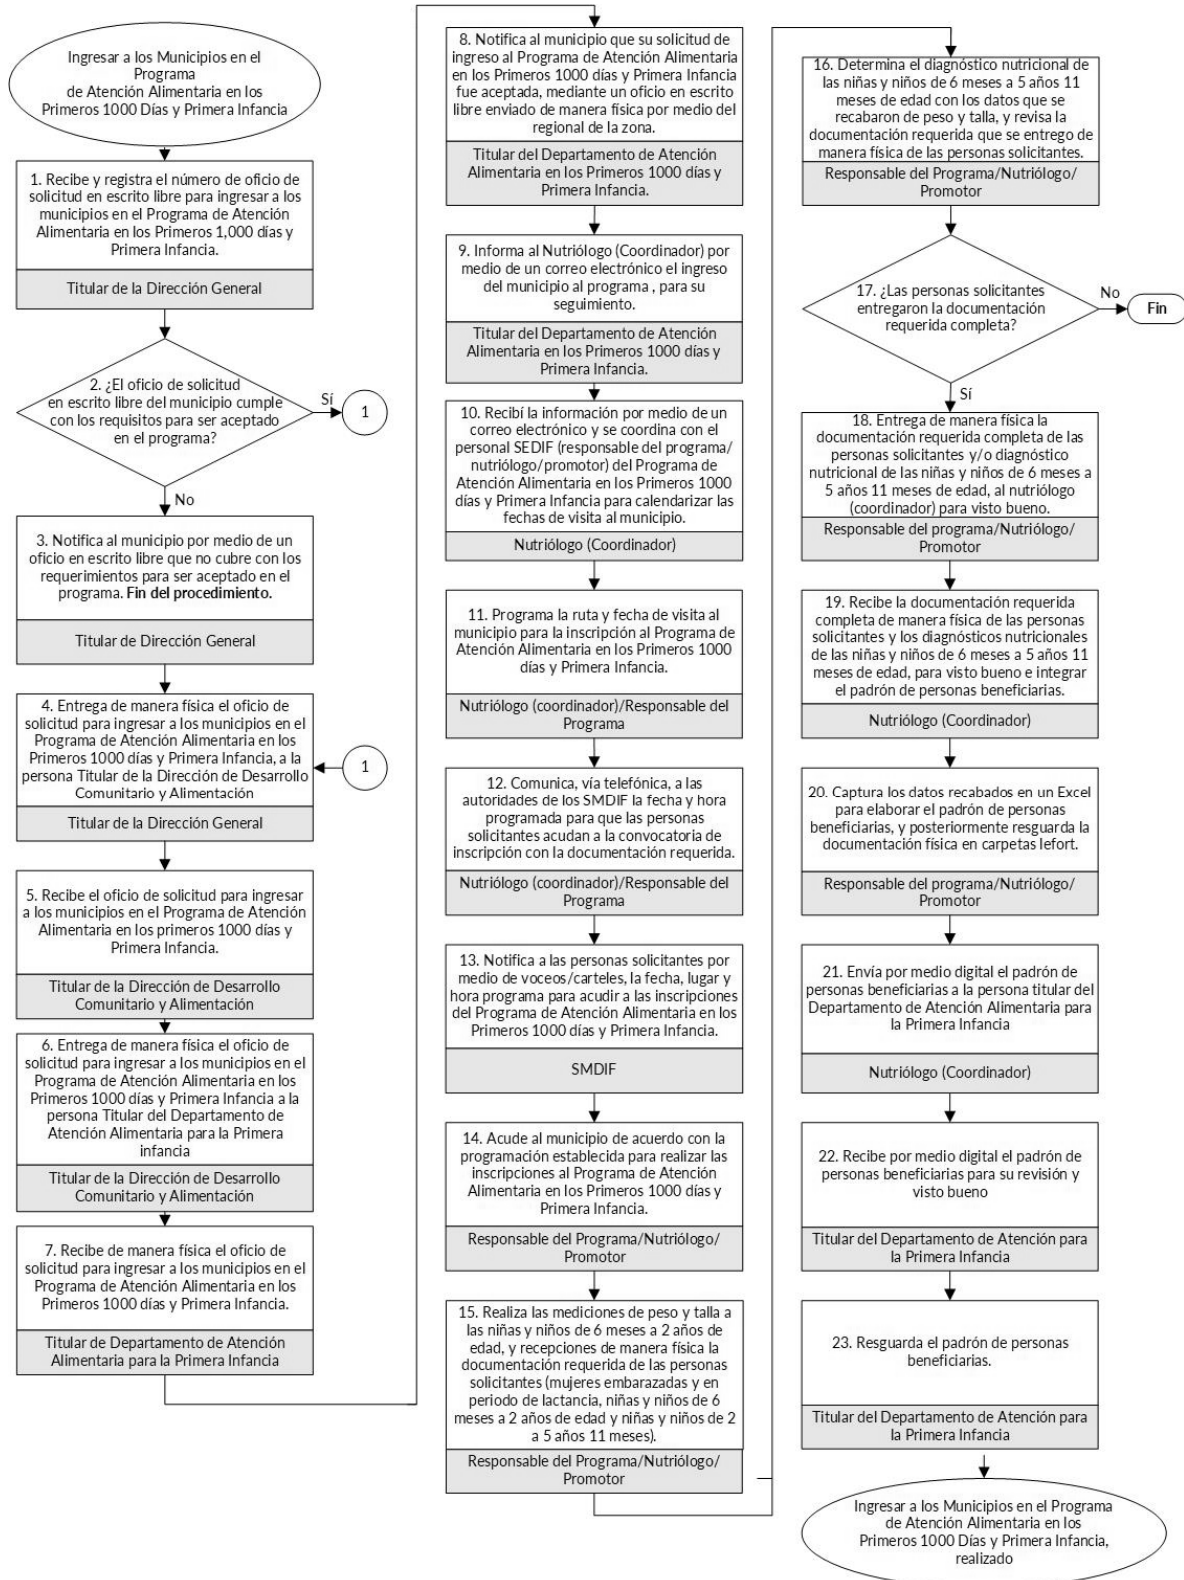 Ingresar a los Municipios en el
Programa
de Atención Alimentaria en los
Primeros 1000 Días y Primera Infancia
1. Recibe y registra el número de oficio de
solicitud en escrito libre para ingresar a los
municipios en el Programa de Atención
Alimentaria en los Primeros 1,000 días y
Primera Infancia.
Titular de la Dirección General
2. ¿El oficio de solicitud
en escrito libre del municipio cumple
con los requisitos para ser aceptado
en el programa?
Sí
1
No
3. Notifica al municipio por medio de un
oficio en escrito libre que no cubre con los
requerimientos para ser aceptado en el
programa. Fin del procedimiento.
Titular de Dirección General
4. Entrega de manera física el oficio de
solicitud para ingresar a los municipios en el
Programa de Atención Alimentaria en los
Primeros 1000 días y Primera Infancia, a la
persona Titular de la Dirección de Desarrollo
Comunitario y Alimentación
1
Titular de la Dirección General
5. Recibe el oficio de solicitud para ingresar
a los municipios en el Programa de Atención
Alimentaria en los primeros 1000 días y
Primera Infancia.
Titular de la Dirección de Desarrollo
Comunitario y Alimentación
6. Entrega de manera física el oficio de
solicitud para ingresar a los municipios en el
Programa de Atención Alimentaria en los
Primeros 1000 días y Primera Infancia a la
persona Titular del Departamento de
Atención Alimentaria para la Primera
infancia
Titular de la Dirección de Desarrollo
Comunitario y Alimentación
7. Recibe de manera física el oficio de
solicitud para ingresar a los municipios en el
Programa de Atención Alimentaria en los
Primeros 1000 días y Primera Infancia.
Titular de Departamento de Atención
Alimentaria para la Primera Infancia
8. Notifica al municipio que su solicitud de
ingreso al Programa de Atención Alimentaria
en los Primeros 1000 días y Primera Infancia
fue aceptada, mediante un oficio en escrito
libre enviado de manera física por medio del
regional de la zona.
Titular del Departamento de Atención
Alimentaria en los Primeros 1000 días y
Primera Infancia.
9. Informa al Nutriólogo (Coordinador) por
medio de un correo electrónico el ingreso
del municipio al programa , para su
seguimiento.
Titular del Departamento de Atención
Alimentaria en los Primeros 1000 días y
Primera Infancia.
10. Recibí la información por medio de un
correo electrónico y se coordina con el
personal SEDIF (responsable del programa/
nutriólogo/promotor) del Programa de
Atención Alimentaria en los Primeros 1000
días y Primera Infancia para calendarizar las
fechas de visita al municipio.
Nutriólogo (Coordinador)
11. Programa la ruta y fecha de visita al
municipio para la inscripción al Programa de
Atención Alimentaria en los Primeros 1000
días y Primera Infancia.
Nutriólogo (coordinador)/Responsable del
Programa
12. Comunica, vía telefónica, a las
autoridades de los SMDIF la fecha y hora
programada para que las personas
solicitantes acudan a la convocatoria de
inscripción con la documentación requerida.
Nutriólogo (coordinador)/Responsable del
Programa
13. Notifica a las personas solicitantes por
medio de voceos/carteles, la fecha, lugar y
hora programa para acudir a las inscripciones
del Programa de Atención Alimentaria en los
Primeros 1000 días y Primera Infancia.
SMDIF
14. Acude al municipio de acuerdo con la
programación establecida para realizar las
inscripciones al Programa de Atención
Alimentaria en los Primeros 1000 días y
Primera Infancia.
Responsable del Programa/Nutriólogo/
Promotor
15. Realiza las mediciones de peso y talla a
las niñas y niños de 6 meses a 2 años de
edad, y recepciones de manera física la
documentación requerida de las personas
solicitantes (mujeres embarazadas y en
periodo de lactancia, niñas y niños de 6
meses a 2 años de edad y niñas y niños de 2
a 5 años 11 meses).
Responsable del Programa/Nutriólogo/
Promotor
16. Determina el diagnóstico nutricional de
las niñas y niños de 6 meses a 5 años 11
meses de edad con los datos que se
recabaron de peso y talla, y revisa la
documentación requerida que se entrego de
manera física de las personas solicitantes.
Responsable del Programa/Nutriólogo/
Promotor
17. ¿Las personas solicitantes
entregaron la documentación
requerida completa?
No
Fin
Sí
18. Entrega de manera física la
documentación requerida completa de las
personas solicitantes y/o diagnóstico
nutricional de las niñas y niños de 6 meses a
5 años 11 meses de edad, al nutriólogo
(coordinador) para visto bueno.
Responsable del programa/Nutriólogo/
Promotor
19. Recibe la documentación requerida
completa de manera física de las personas
solicitantes y los diagnósticos nutricionales
de las niñas y niños de 6 meses a 5 años 11
meses de edad, para visto bueno e integrar
el padrón de personas beneficiarias.
Nutriólogo (Coordinador)
20. Captura los datos recabados en un Excel
para elaborar el padrón de personas
beneficiarias, y posteriormente resguarda la
documentación física en carpetas lefort.
Responsable del programa/Nutriólogo/
Promotor
21. Envía por medio digital el padrón de
personas beneficiarias a la persona titular del
Departamento de Atención Alimentaria para
la Primera Infancia
Nutriólogo (Coordinador)
22. Recibe por medio digital el padrón de
personas beneficiarias para su revisión y
visto bueno
Titular del Departamento de Atención para
la Primera Infancia
23. Resguarda el padrón de personas
beneficiarias.
Titular del Departamento de Atención para
la Primera Infancia
Ingresar a los Municipios en el Programa
de Atención Alimentaria en los
Primeros 1000 Días y Primera Infancia,
realizado